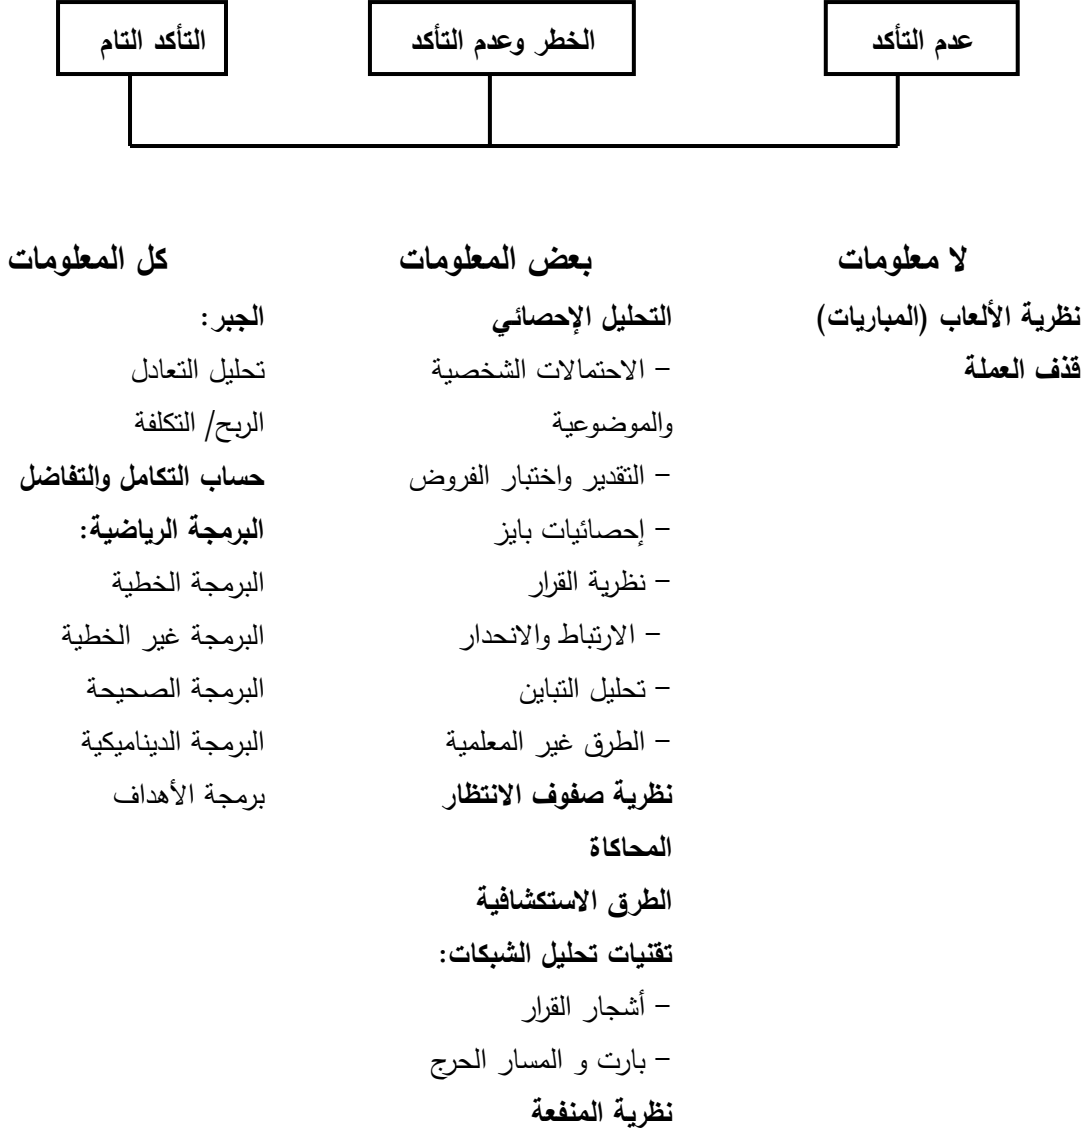 عدم التأكد
الخطر وعدم التأكد
التأكد التام
لا معلومات
نظرية الألعاب (المباريات)
قذف العملة
بعض المعلومات
التحليل الإحصائي
- الاحتمالات الشخصية
والموضوعية
- التقدير واختبار الفروض
- إحصائيات بايز
- نظرية القرار
- الارتباط والانحدار
- تحليل التباين
- الطرق غير المعلمية
نظرية صفوف الانتظار
المحاكاة
الطرق الاستكشافية
تقنيات تحليل الشبكات:
- أشجار القرار
- بارت و المسار الحرج
نظرية المنفعة
كل المعلومات
الجبر:
تحليل التعادل
الربح/ التكلفة
حساب التكامل والتفاضل
البرمجة الرياضية:
البرمجة الخطية
البرمجة غير الخطية
البرمجة الصحيحة
البرمجة الديناميكية
برمجة الأهداف